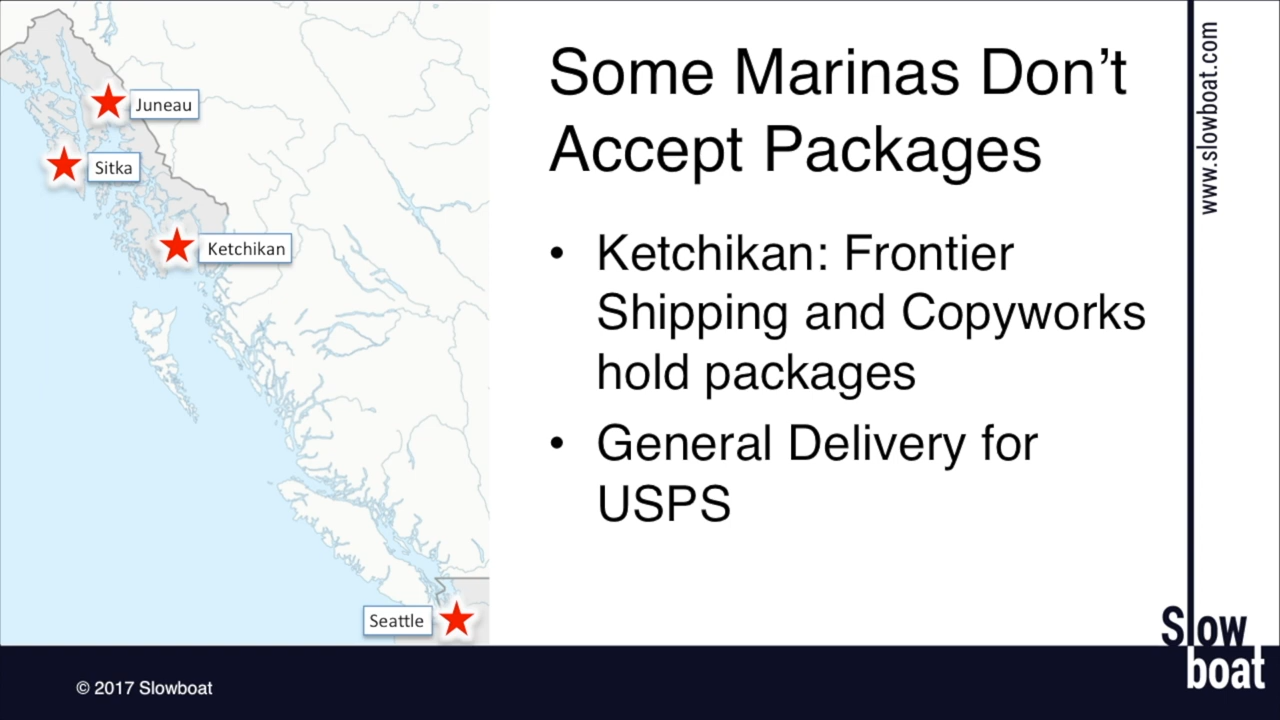 Some Marinas Don’t
Accept Packages
• Ketchikan: Frontier
Shipping and Copyworks
hold packages
• General Delivery for
USPS
Juneau
Sitka
Ketchikan
Seattle
www.slowboat.com
Slow
boat
© 2017 Slowboat